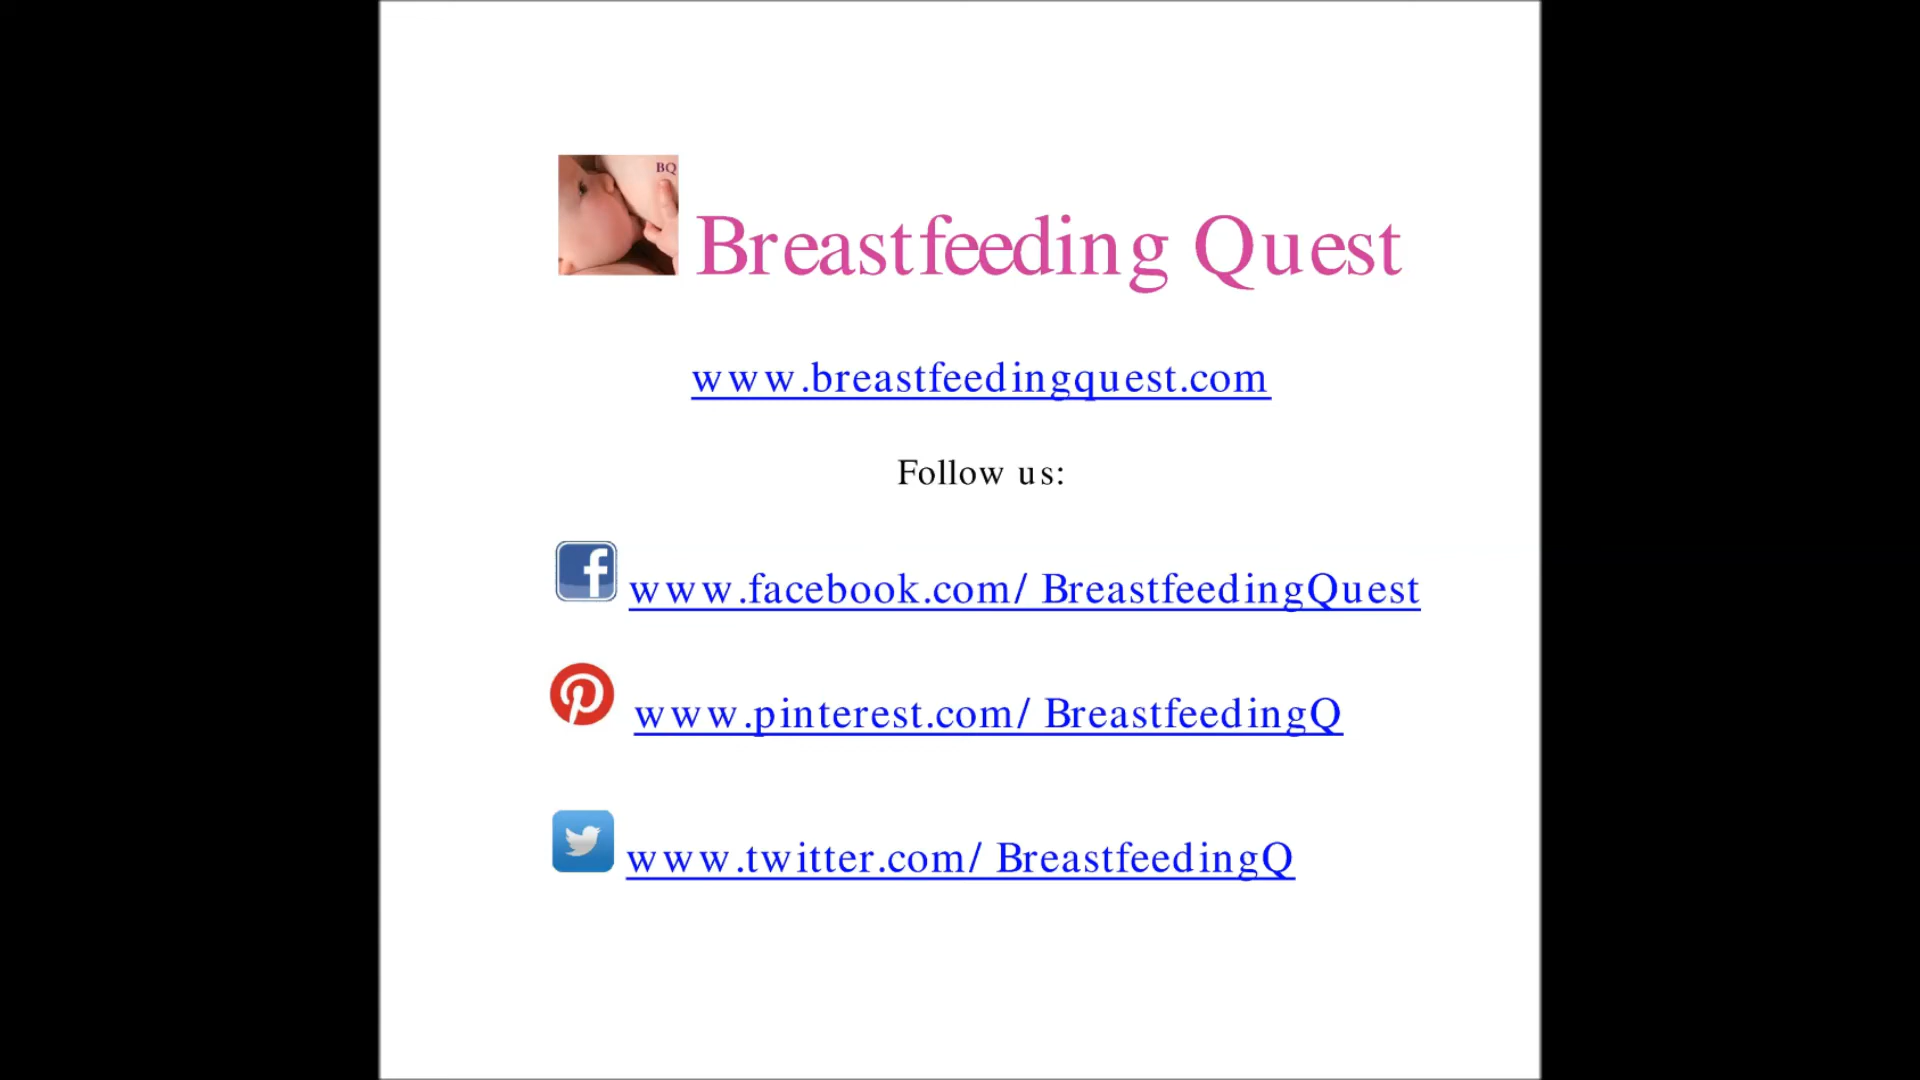 BQ
Breastfeeding Quest
www.breastfeedingquest.com
Follow us:
www.facebook.com/ BreastfeedingQuest
www.pinterest.com/ BreastfeedingQ
www.twitter.com/ BreastfeedingQ